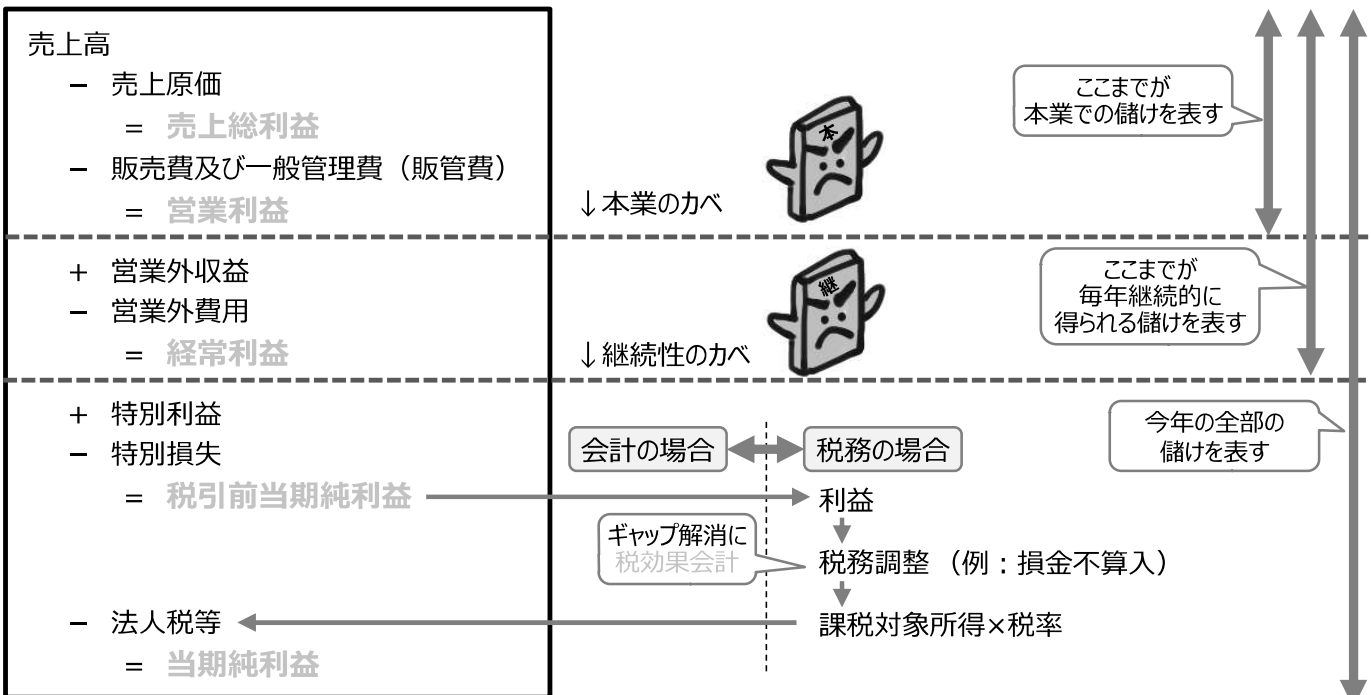 売上高
－ 売上原価
＝ 売上総利益
－ 販売費及び一般管理費（販管費）
＝ 営業利益
↓本業のカベ
本
ここまでが
本業での儲けを表す
＋ 営業外収益
－ 営業外費用
＝ 経常利益
↓継続性のカベ
継
ここまでが
毎年継続的に
得られる儲けを表す
＋ 特別利益
－ 特別損失
＝ 税引前当期純利益
会計の場合
税務の場合
今年の全部の
儲けを表す
利益
ギャップ解消に
税効果会計
税務調整（例：損金不算入）
－ 法人税等
課税対象所得×税率
＝ 当期純利益